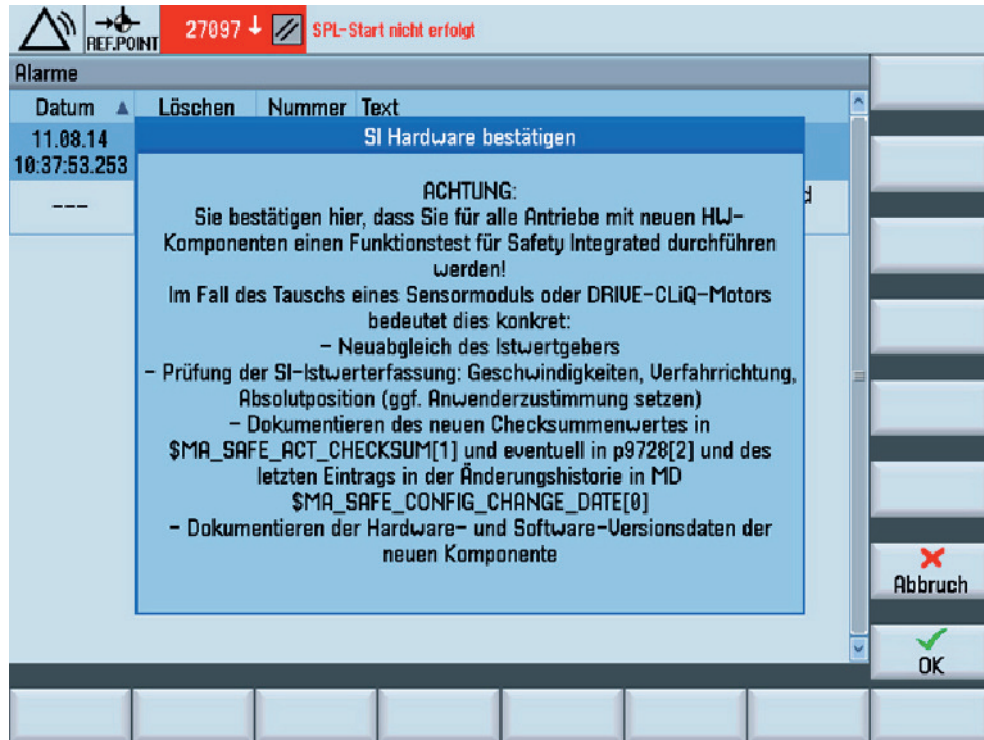 REF.POINT
27097 ↓ SPL-Start nicht erfolgt
Alarme
Datum Löschen Nummer Text
11.08.14
10:37:53.253
---
SI Hardware bestätigen
ACHTUNG:
Sie bestätigen hier, dass Sie für alle Antriebe mit neuen HW-
Komponenten einen Funktionstest für Safety Integrated durchführen
werden!
Im Fall des Tauschs eines Sensormoduls oder DRIVE-CLiQ-Motors
bedeutet dies konkret:
- Neuabgleich des Istwertgebers
- Prüfung der SI-Istwerterfassung: Geschwindigkeiten, Verfahrrichtung,
Absolutposition (ggf. Anwenderzustimmung setzen)
- Dokumentieren des neuen Checksummenwertes in
$MA_SAFE_ACT_CHECKSUM[1] und eventuell in p9728[2] und des
letzten Eintrags in der Änderungshistorie in MD
$MA_SAFE_CONFIG_CHANGE_DATE[0]
- Dokumentieren der Hardware- und Software-Versionsdaten der
neuen Komponente
Abbruch
OK